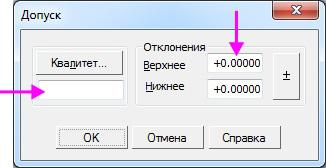 Допуск
Отклонения
Квалитет...
Верхнее +0.00000
±
Нижнее +0.00000
OK Отмена Справка